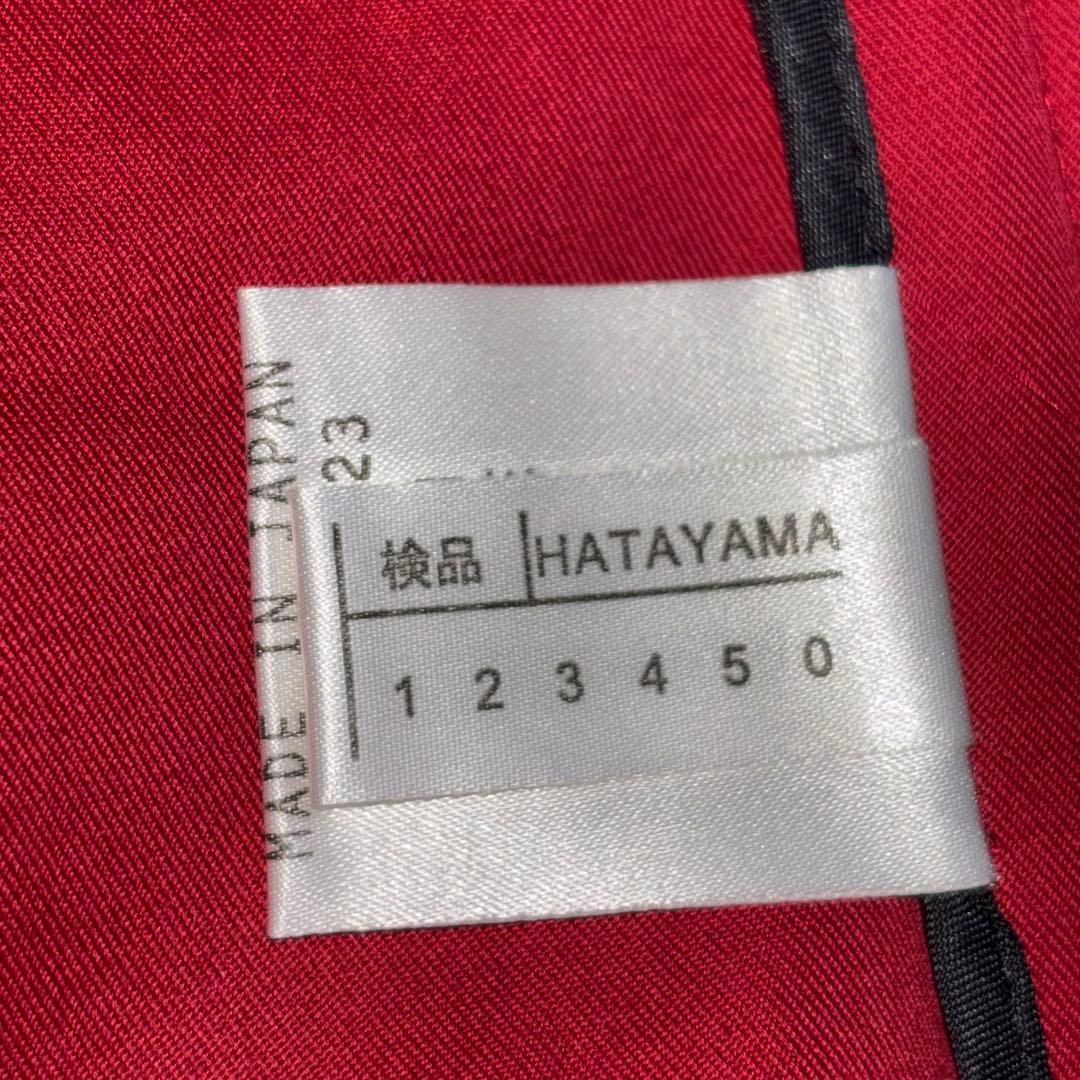 MADE IN JAPAN
23
検品 HATAYAMA
1 2 3 4 5 0